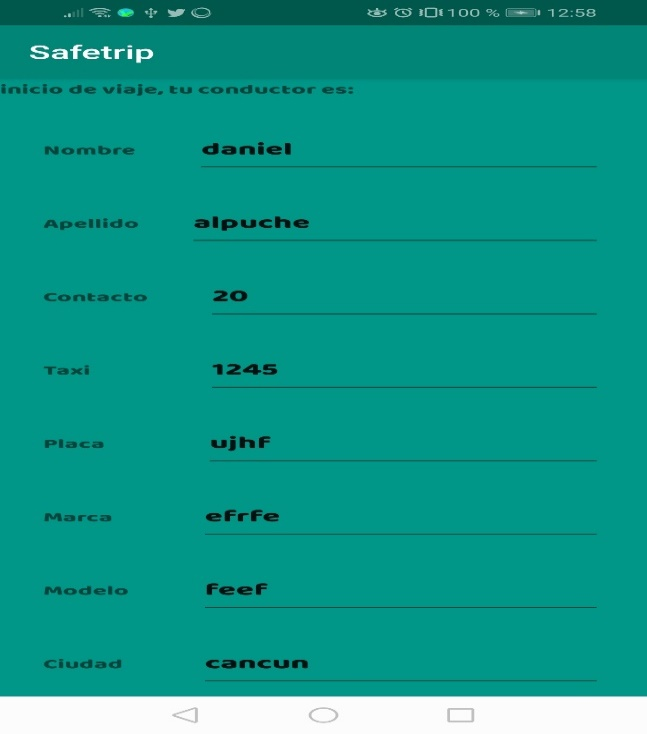 100 % 12:58
Safetrip
inicio de viaje, tu conductor es:
Nombre daniel
Apellido alpuche
Contacto 20
Taxi 1245
Placa ujhf
Marca efrfe
Modelo feef
Ciudad cancun